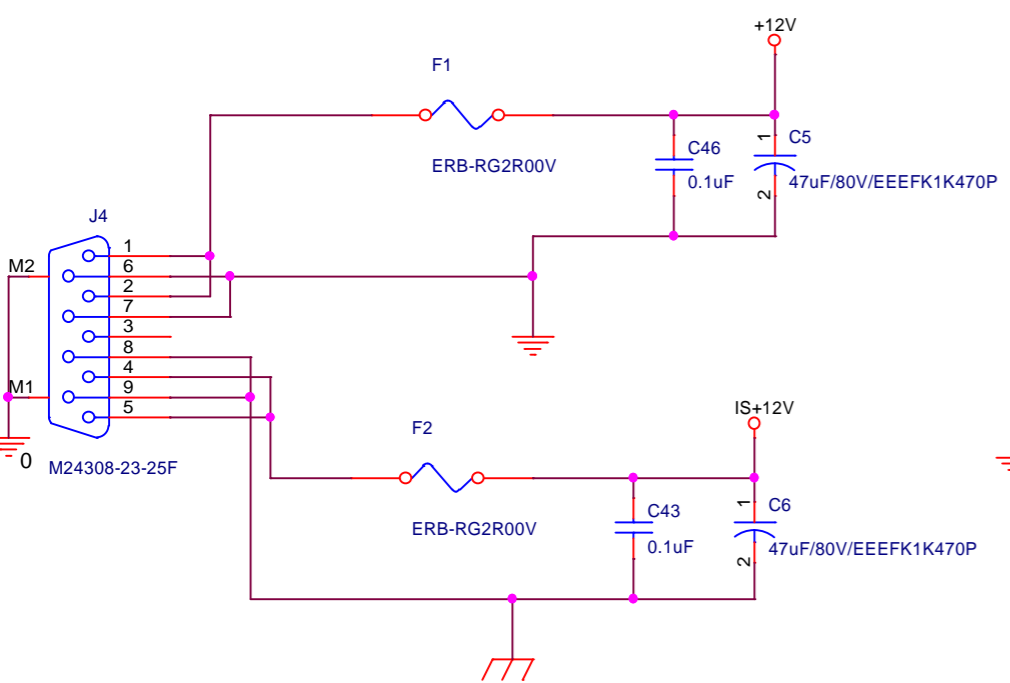 +12V
F1
ERB-RG2R00V
C46
0.1uF
1
C5
47uF/80V/EEEFK1K470P
2
J4
M2
1
6
2
7
3
8
4
M1
9
5
0
M24308-23-25F
IS+12V
F2
ERB-RG2R00V
C43
0.1uF
1
C6
47uF/80V/EEEFK1K470P
2